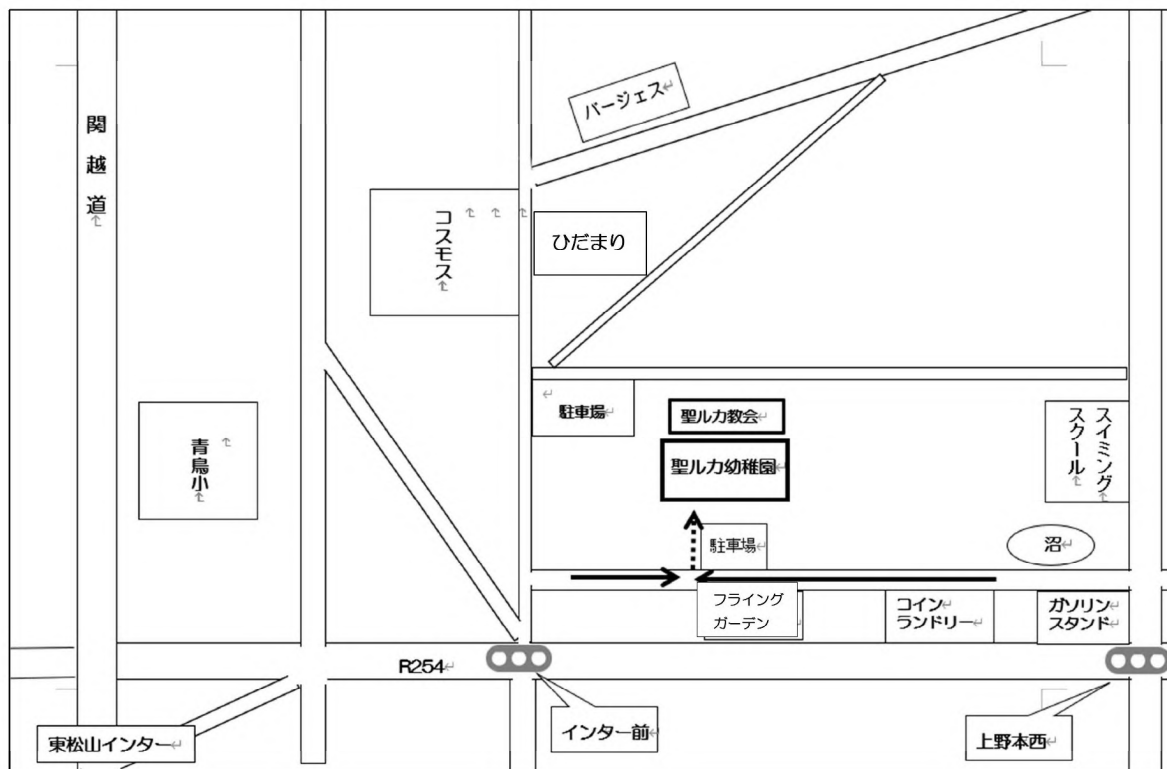 バージェス
関越道
コスモス
ひだまり
駐車場
聖ルカ教会
聖ルカ幼稚園
スイミング
スクール
青鳥小
駐車場
沼
フライング
ガーデン
コイン
ランドリー
ガソリン
スタンド
R254
東松山インター
インター前
上野本西